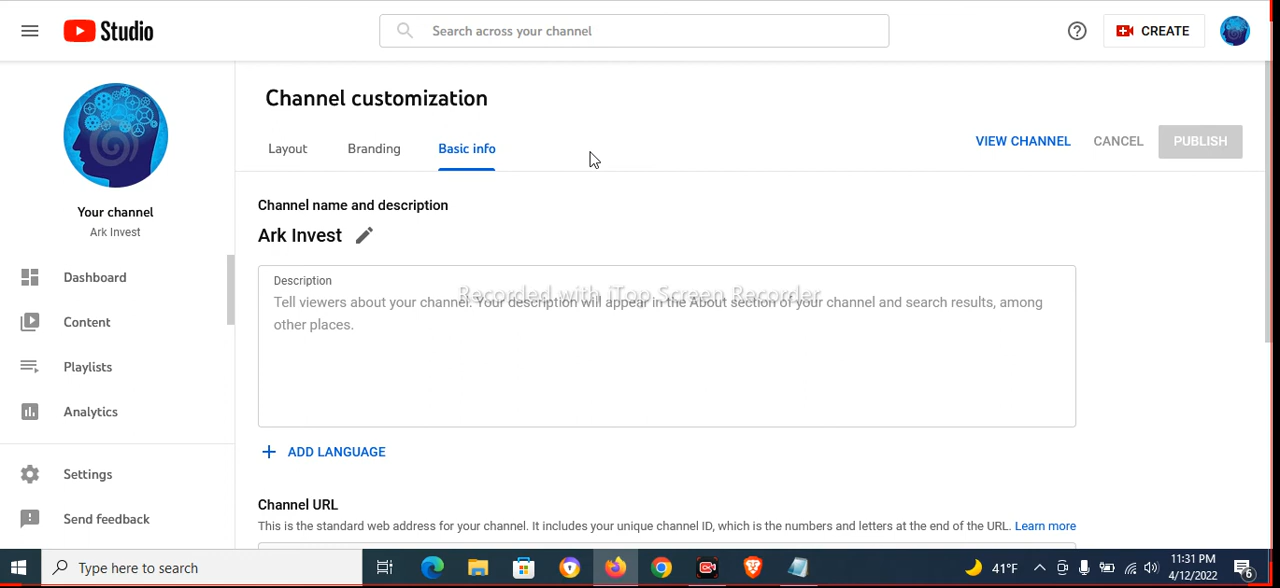 Studio
Search across your channel
CREATE
Channel customization
Layout
Branding
Basic info
VIEW CHANNEL
CANCEL
PUBLISH
Your channel
Ark Invest
Dashboard
Content
Playlists
Analytics
Settings
Send feedback
Channel name and description
Ark Invest
Description
Recorded with iTop Screen Recorder
Tell viewers about your channel. Your description will appear in the About section of your channel and search results, among
other places.
ADD LANGUAGE
Channel URL
This is the standard web address for your channel. It includes your unique channel ID, which is the numbers and letters at the end of the URL. Learn more
Type here to search
41°F
11:31 PM
4/12/2022
6